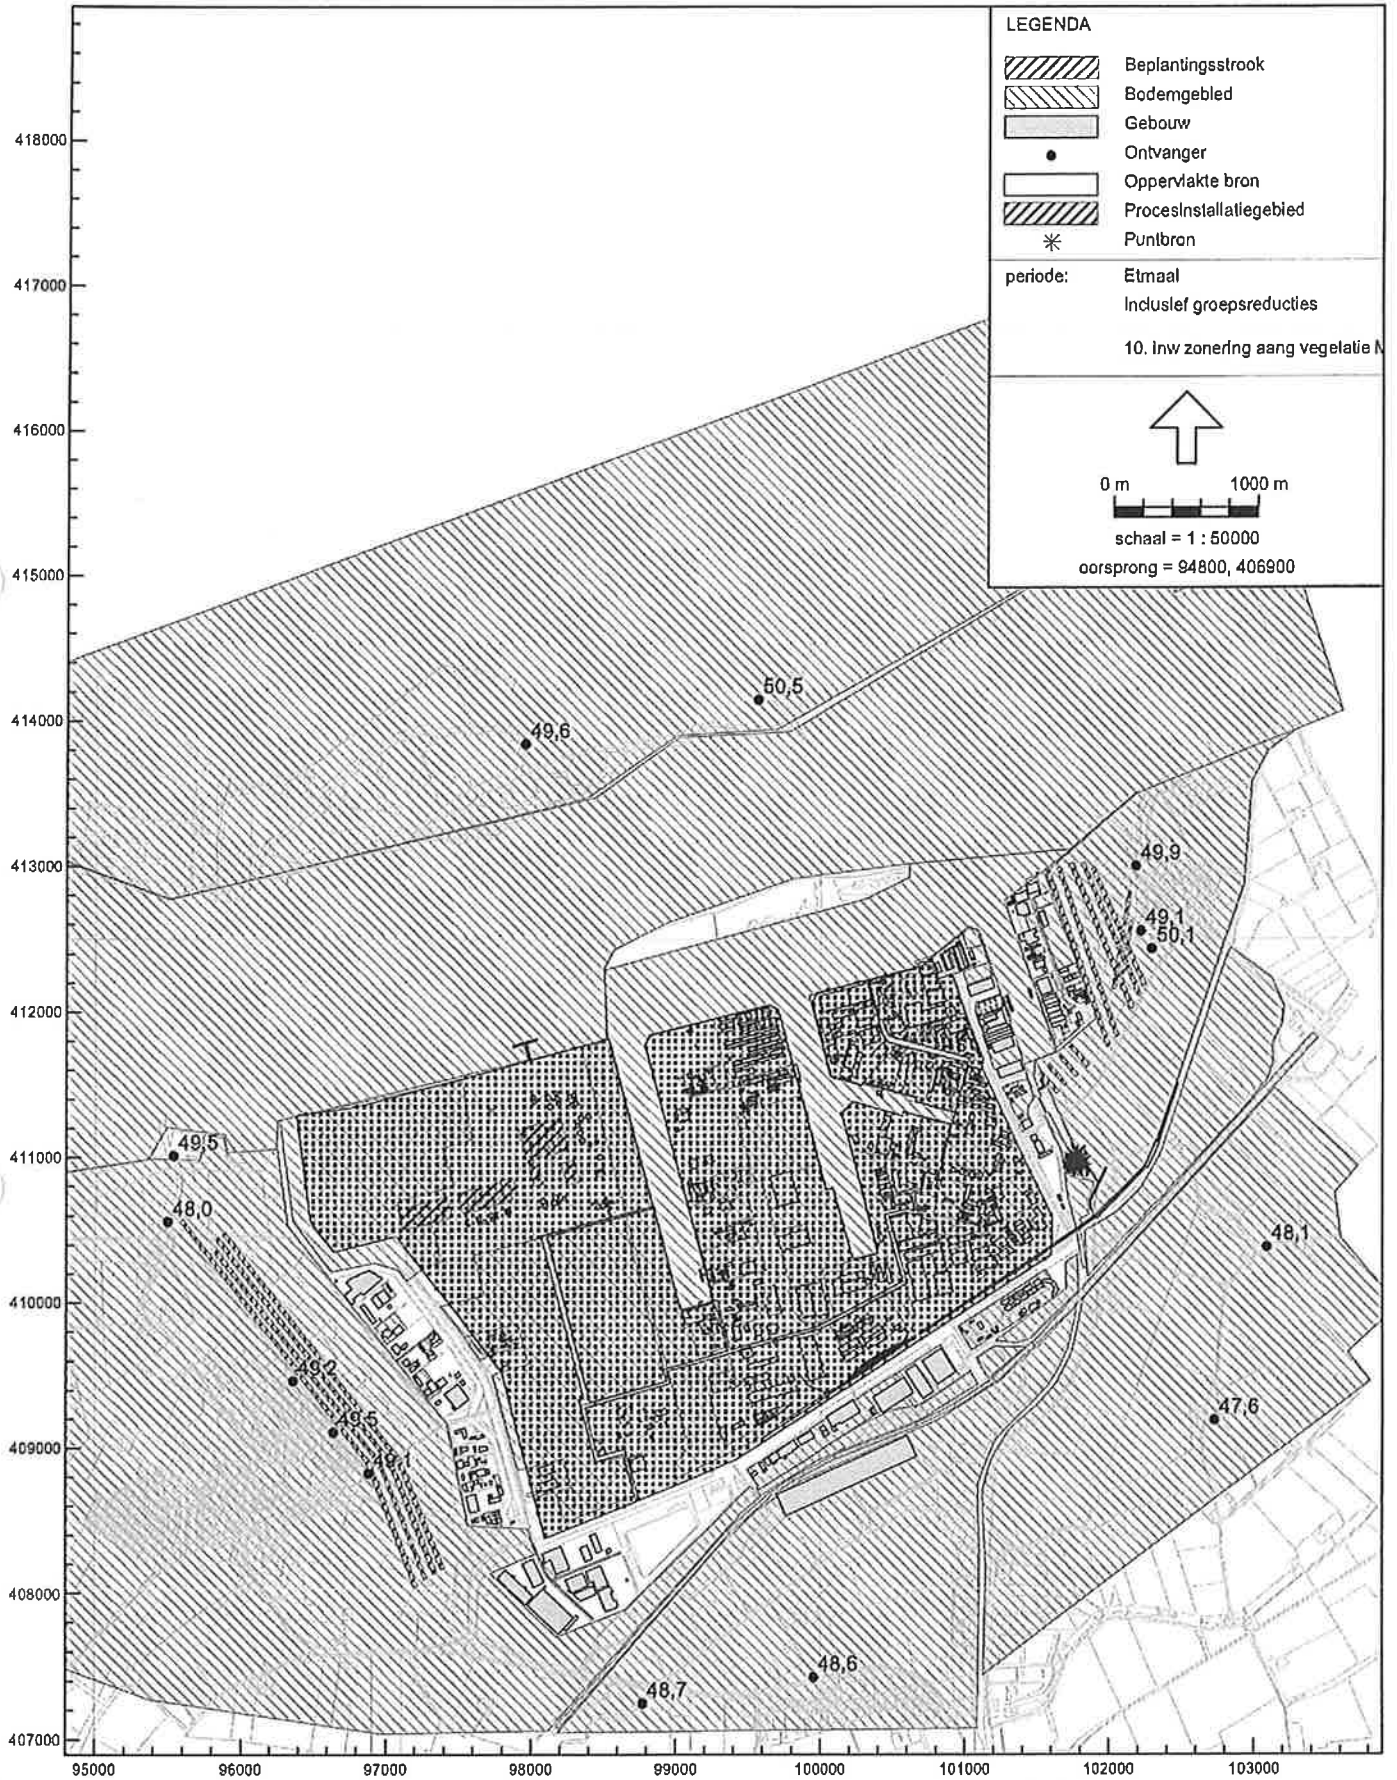 LEGENDA
Beplantingsstrook
Bodemgebied
Gebouw
Ontvanger
Oppervlakte bron
Procesinstallatiegebied
Puntbron
periode: Etmaal
Inclusief groepsreducties
10. Inw zonering aang vegetatie M
0 m 1000 m
schaal = 1 : 50000
oorsprong = 94800, 406900
418000
417000
416000
415000
414000
413000
412000
411000
410000
409000
408000
407000
50,5
49,6
49,9
49,1
50,1
49,5
48,0
48,1
49,0
47,6
49,5
49,1
48,6
48,7
95000 96000 97000 98000 99000 100000 101000 102000 103000